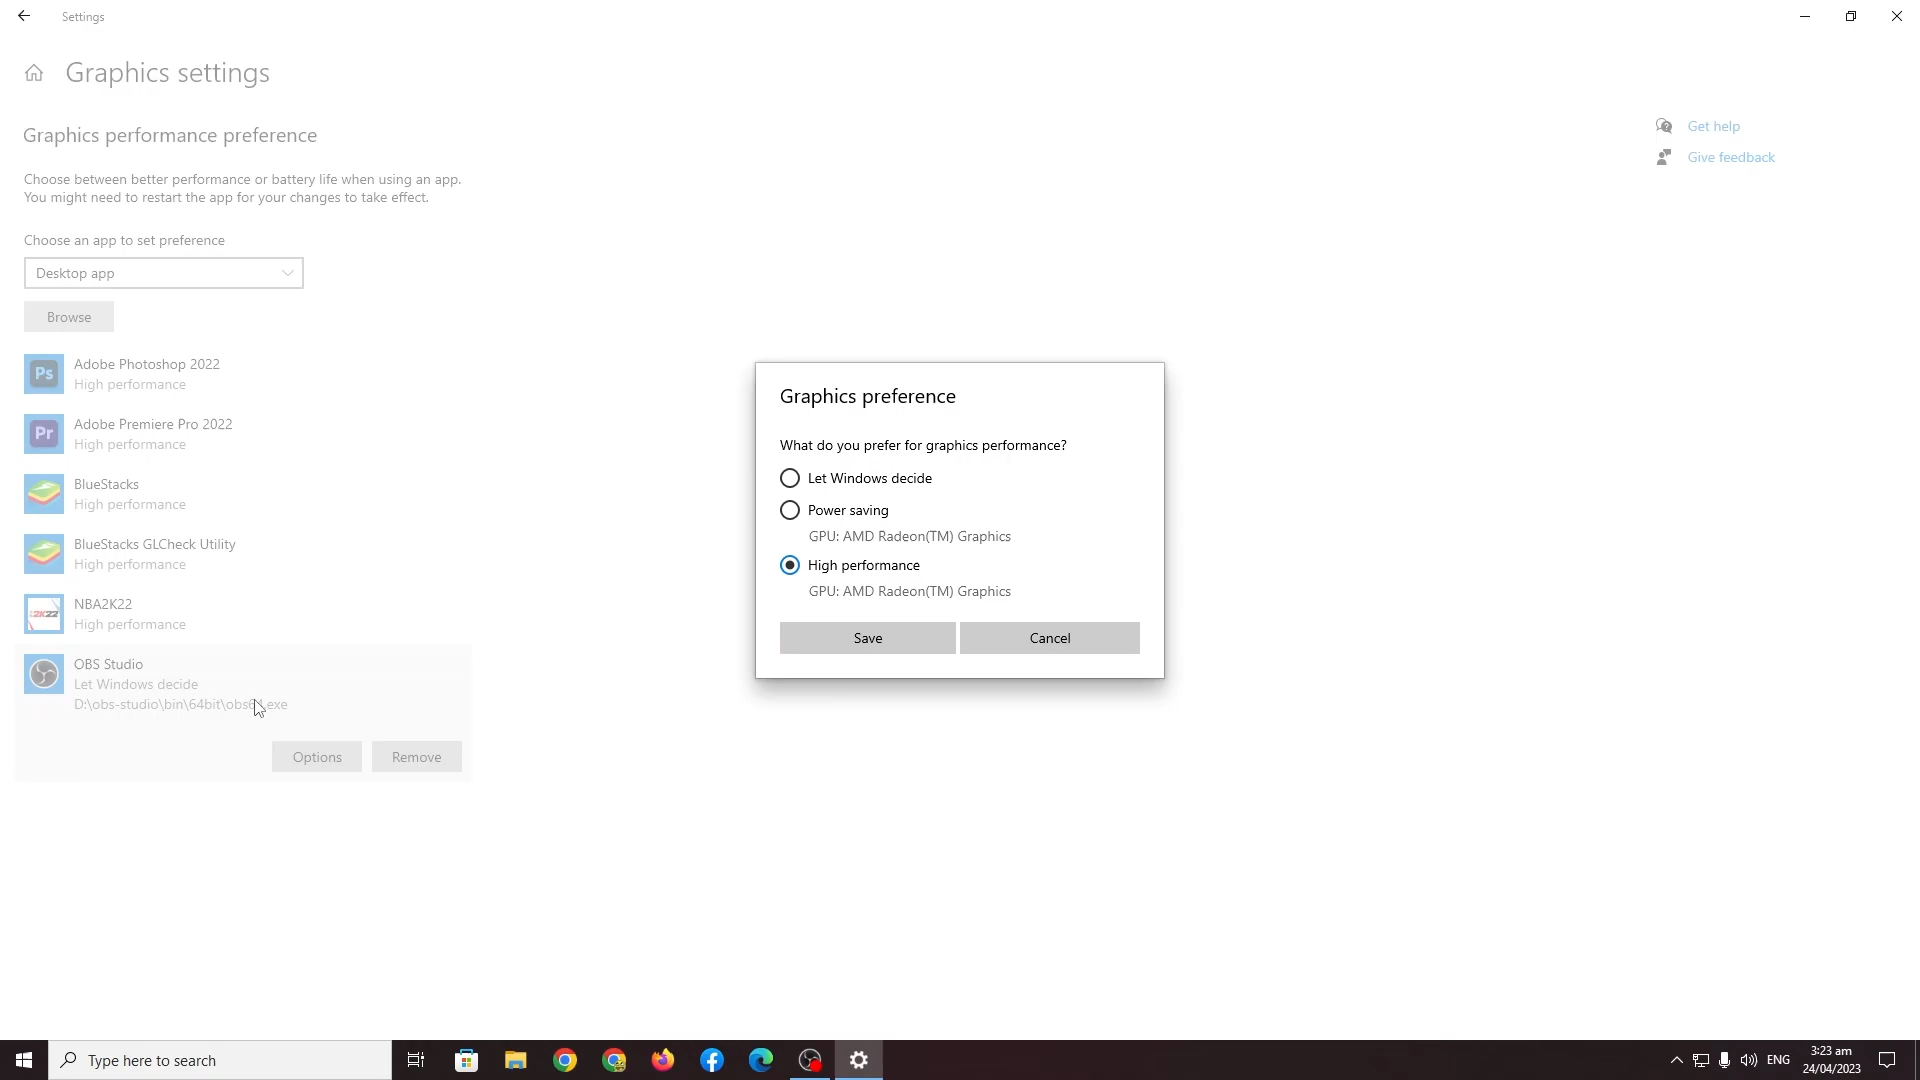 Settings
Graphics settings
Graphics performance preference
Choose between better performance or battery life when using an app.
You might need to restart the app for your changes to take effect.
Choose an app to set preference
Desktop app
Browse
Ps
Adobe Photoshop 2022
High performance
Pr
Adobe Premiere Pro 2022
High performance
BlueStacks
High performance
BlueStacks GLCheck Utility
High performance
2K22
NBA2K22
High performance
OBS Studio
Let Windows decide
D:\obs-studio\bin\64bit\obs64.exe
Options
Remove
Get help
Give feedback
Graphics preference
What do you prefer for graphics performance?
Let Windows decide
Power saving
GPU: AMD Radeon(TM) Graphics
High performance
GPU: AMD Radeon(TM) Graphics
Save
Cancel
Type here to search
ENG
3:23 am
24/04/2023